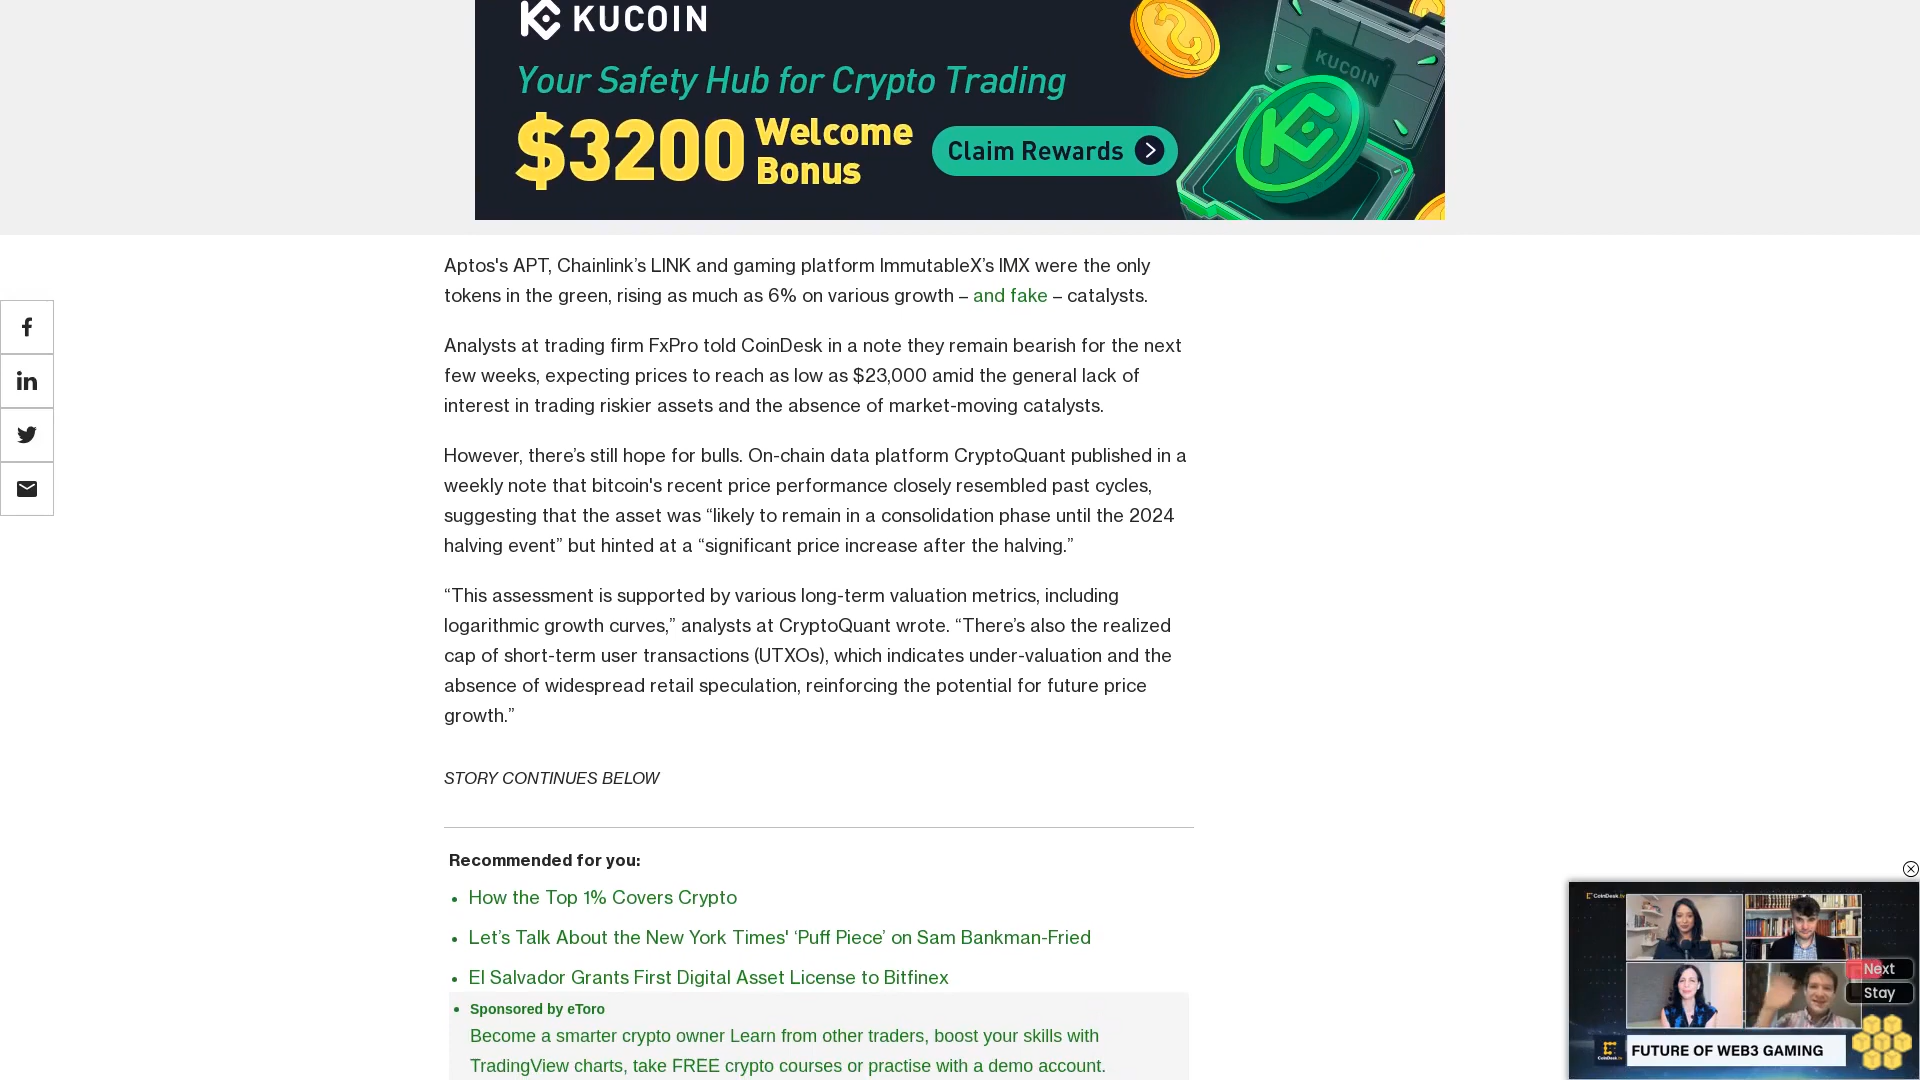 KUCOIN
Your Safety Hub for Crypto Trading
$3200 Welcome Bonus
Claim Rewards
KUCOIN
Aptos's APT, Chainlink’s LINK and gaming platform ImmutableX’s IMX were the only
tokens in the green, rising as much as 6% on various growth – and fake – catalysts.
Analysts at trading firm FxPro told CoinDesk in a note they remain bearish for the next
few weeks, expecting prices to reach as low as $23,000 amid the general lack of
interest in trading riskier assets and the absence of market-moving catalysts.
However, there’s still hope for bulls. On-chain data platform CryptoQuant published in a
weekly note that bitcoin's recent price performance closely resembled past cycles,
suggesting that the asset was “likely to remain in a consolidation phase until the 2024
halving event” but hinted at a “significant price increase after the halving.”
“This assessment is supported by various long-term valuation metrics, including
logarithmic growth curves,” analysts at CryptoQuant wrote. “There’s also the realized
cap of short-term user transactions (UTXOs), which indicates under-valuation and the
absence of widespread retail speculation, reinforcing the potential for future price
growth.”
STORY CONTINUES BELOW
Recommended for you:
How the Top 1% Covers Crypto
Let’s Talk About the New York Times' ‘Puff Piece’ on Sam Bankman-Fried
El Salvador Grants First Digital Asset License to Bitfinex
Sponsored by eToro
Become a smarter crypto owner Learn from other traders, boost your skills with
TradingView charts, take FREE crypto courses or practise with a demo account.
CoinDesk.tv
Next
Stay
CoinDesk.tv
FUTURE OF WEB3 GAMING